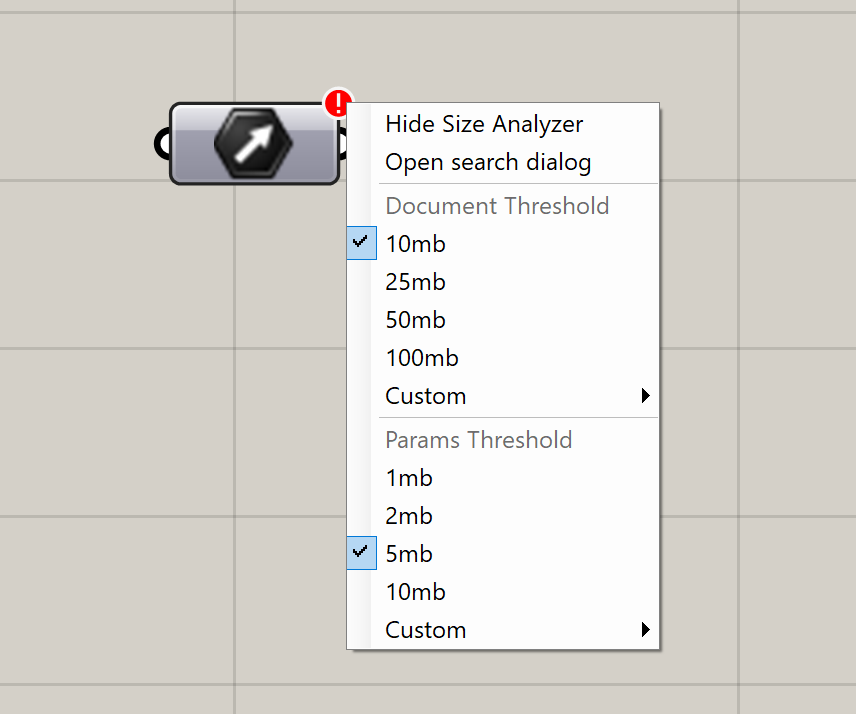 Hide Size Analyzer
Open search dialog
Document Threshold
10mb
25mb
50mb
100mb
Custom
Params Threshold
1mb
2mb
5mb
10mb
Custom